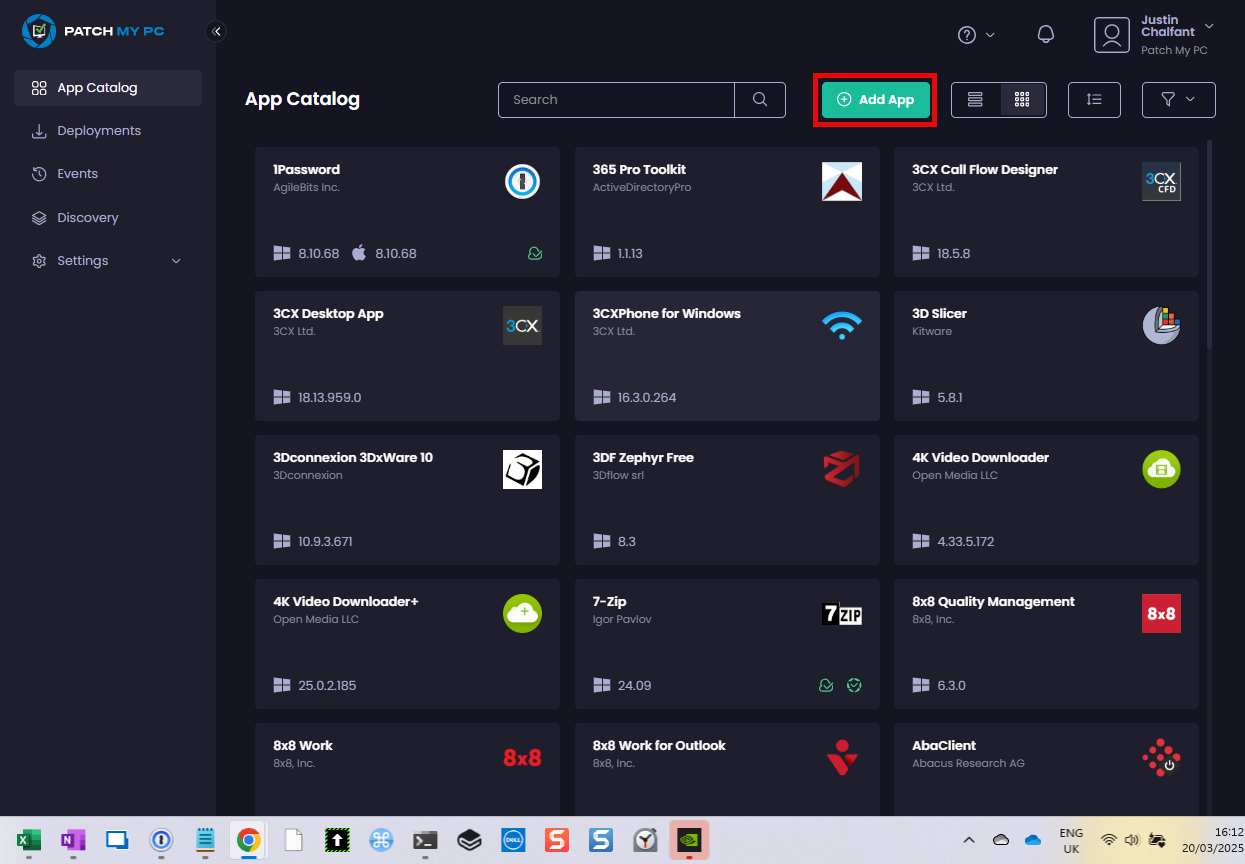 PATCH MY PC
Justin
Chalfant
Patch My PC
App Catalog
Deployments
Events
Discovery
Settings
App Catalog
Search
Add App
1Password
AgileBits Inc.
8.10.68
8.10.68
365 Pro Toolkit
ActiveDirectoryPro
1.1.13
3CX Call Flow Designer
3CX Ltd.
3CX
CFD
18.5.8
3CX Desktop App
3CX Ltd.
3CX
18.13.959.0
3CXPhone for Windows
3CX Ltd.
16.3.0.264
3D Slicer
Kitware
5.8.1
3Dconnexion 3DxWare 10
3Dconnexion
10.9.3.671
3DF Zephyr Free
3Dflow srl
8.3
4K Video Downloader
Open Media LLC
4.33.5.172
4K Video Downloader+
Open Media LLC
25.0.2.185
7-Zip
Igor Pavlov
7ZIP
24.09
8x8 Quality Management
8x8, Inc.
8x8
6.3.0
8x8 Work
8x8, Inc.
8x8
8x8 Work for Outlook
8x8, Inc.
AbaClient
Abacus Research AG
DELL
ENG
UK
16:12
20/03/2025